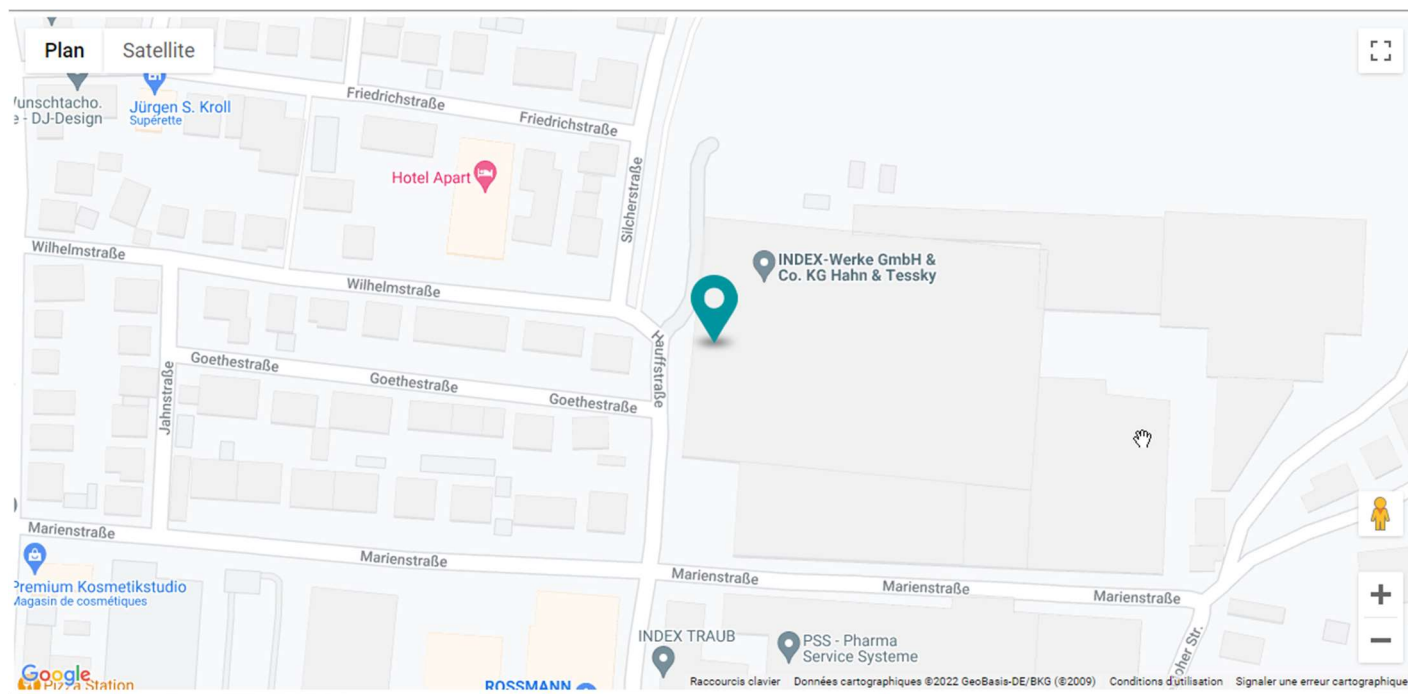 Plan
Satellite
Jürgen S. Kroll
Supérette
e - DJ-Design
Friedrichstraße
Friedrichstraße
Hotel Apart
Silcherstraße
Wilhelmstraße
Wilhelmstraße
INDEX-Werke GmbH &
Co. KG Hahn & Tessky
Hauffstraße
Goethestraße
Goethestraße
Goethestraße
Jahnstraße
Marienstraße
Marienstraße
Marienstraße
Marienstraße
Marienstraße
Premium Kosmetikstudio
Magasin de cosmétiques
INDEX TRAUB
PSS - Pharma
Service Systeme
Str.
Google
Pizza Station
ROSSMANN
Raccourcis clavier
Données cartographiques ©2022 GeoBasis-DE/BKG (©2009)
Conditions d'utilisation
Signaler une erreur cartographique